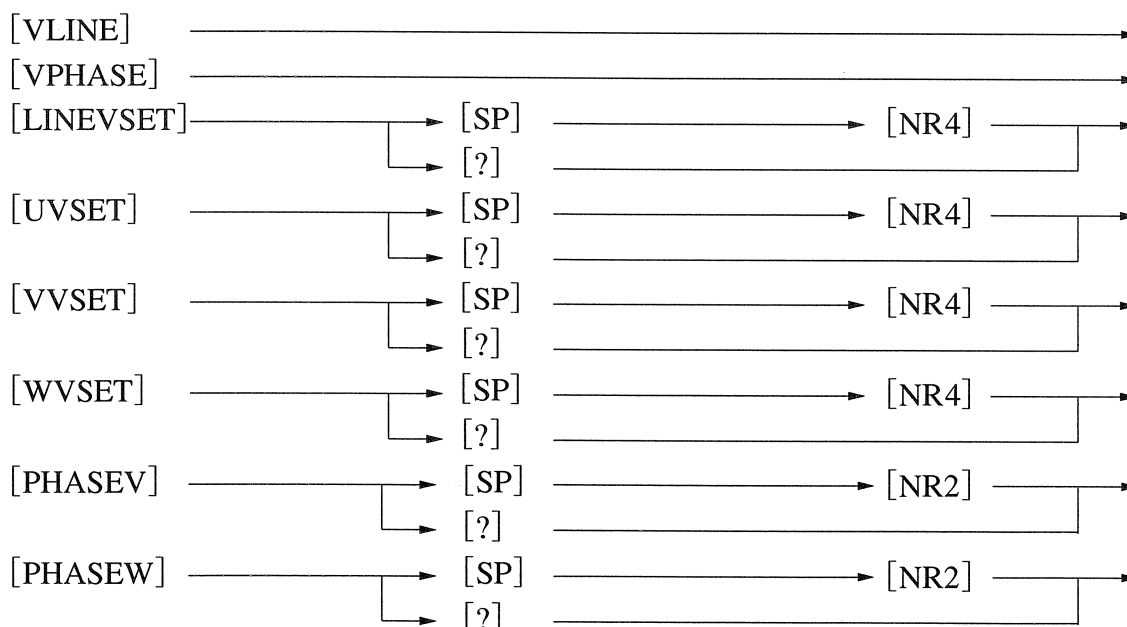 [VLINE]
[VPHASE]
[LINEVSET] [SP] [NR4]
[?]
[UVSET] [SP] [NR4]
[?]
[VVSET] [SP] [NR4]
[?]
[WVSET] [SP] [NR4]
[?]
[PHASEV] [SP] [NR2]
[?]
[PHASEW] [SP] [NR2]
[?]